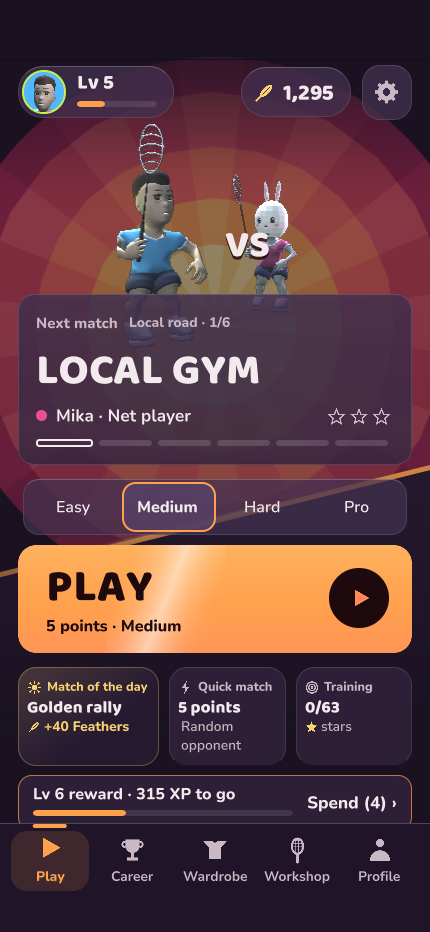 Lv 5
1,295
VS
Next match Local road · 1/6
LOCAL GYM
Mika · Net player
Easy Medium Hard Pro
PLAY
5 points · Medium
Match of the day
Golden rally
+40 Feathers
Quick match
5 points
Random
opponent
Training
0/63
stars
Lv 6 reward · 315 XP to go
Spend (4) ›
Play Career Wardrobe Workshop Profile